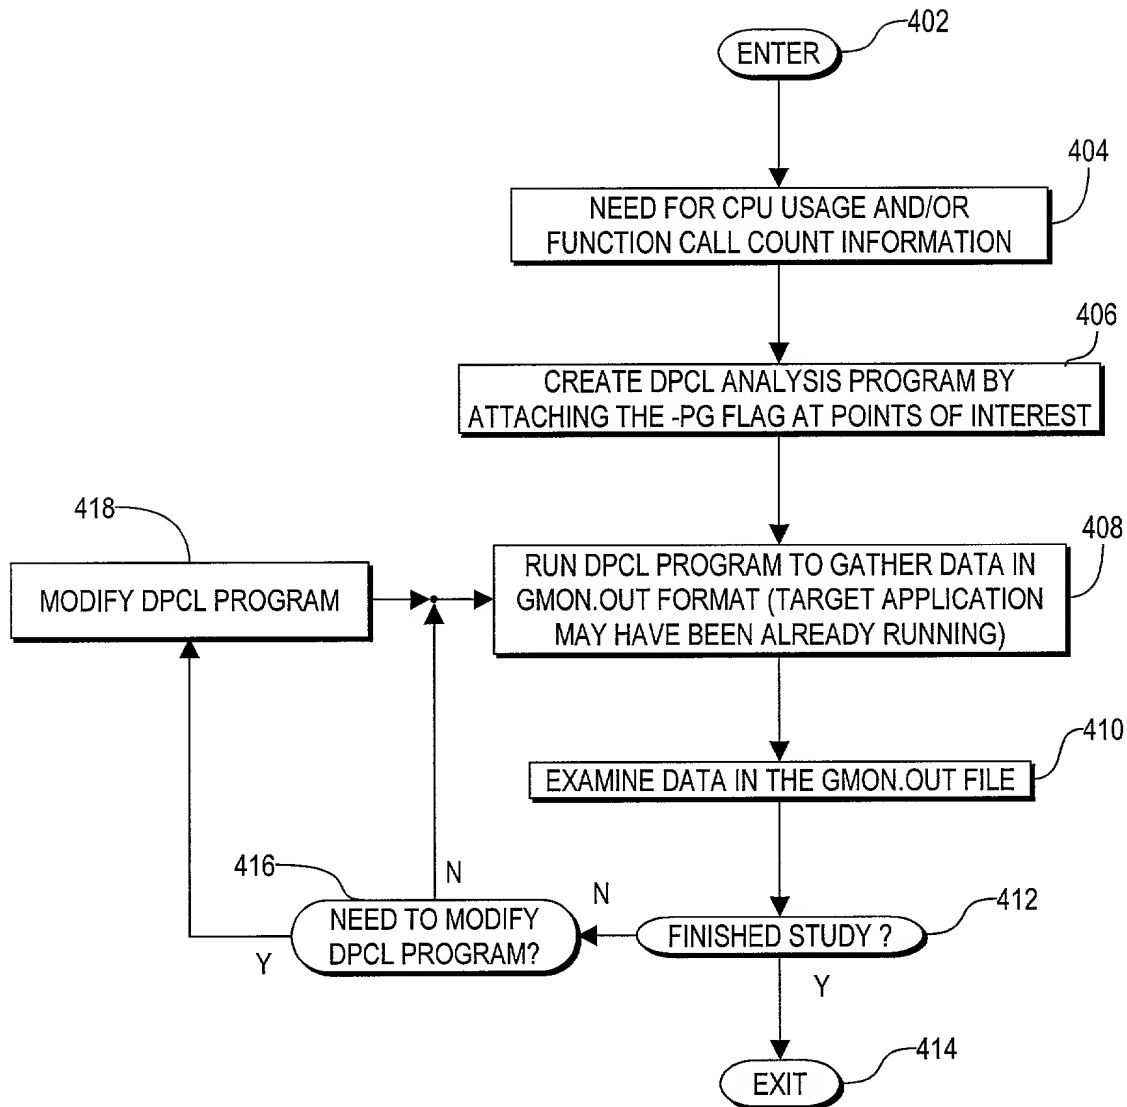 402
ENTER
404
NEED FOR CPU USAGE AND/OR
FUNCTION CALL COUNT INFORMATION
406
CREATE DPCL ANALYSIS PROGRAM BY
ATTACHING THE -PG FLAG AT POINTS OF INTEREST
418
MODIFY DPCL PROGRAM
408
RUN DPCL PROGRAM TO GATHER DATA IN
GMON.OUT FORMAT (TARGET APPLICATION
MAY HAVE BEEN ALREADY RUNNING)
410
EXAMINE DATA IN THE GMON.OUT FILE
416
N
NEED TO MODIFY
DPCL PROGRAM?
Y
N
412
FINISHED STUDY ?
Y
414
EXIT